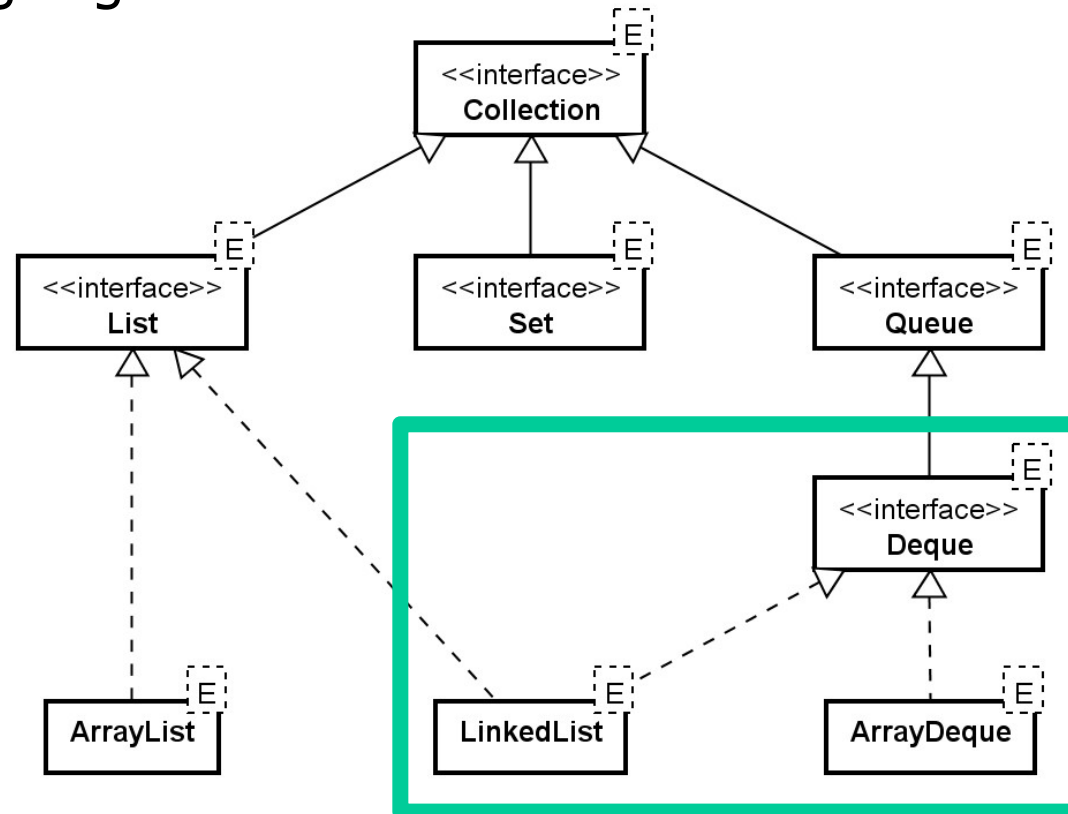 E
<<interface>>
Collection
E
<<interface>>
List
E
<<interface>>
Set
E
<<interface>>
Queue
E
<<interface>>
Deque
E
ArrayList
E
LinkedList
E
ArrayDeque